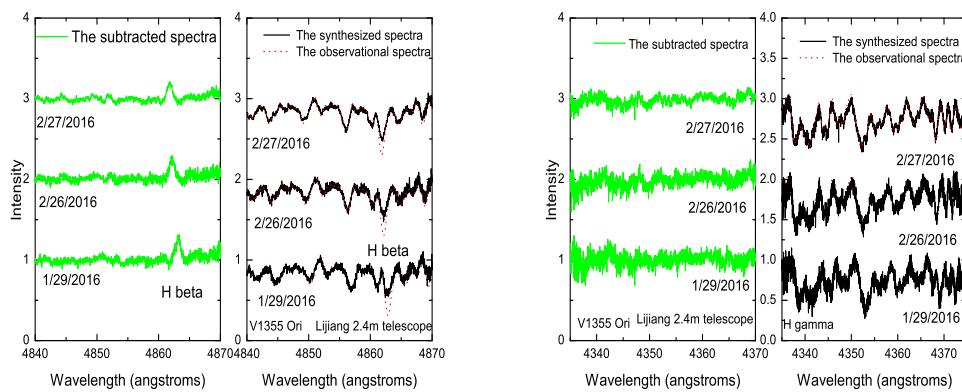 The subtracted spectra
2/27/2016
2/26/2016
1/29/2016
H beta
Intensity
0
1
2
3
4
4840
4850
4860
4870
Wavelength (angstroms)
The synthesized spectra
The observational spectra
2/27/2016
2/26/2016
H beta
1/29/2016
V1355 Ori
Lijiang 2.4m telescope
0
1
2
3
4
4840
4850
4860
4870
Wavelength (angstroms)
The subtracted spectra
2/27/2016
2/26/2016
1/29/2016
V1355 Ori
Lijiang 2.4m telescope
Intensity
0
1
2
3
4
4340
4350
4360
4370
Wavelength (angstroms)
The synthesized spectra
The observational spectra
2/27/2016
2/26/2016
1/29/2016
H gamma
0.0
0.5
1.0
1.5
2.0
2.5
3.0
3.5
4.0
4340
4350
4360
4370
Wavelength (angstroms)